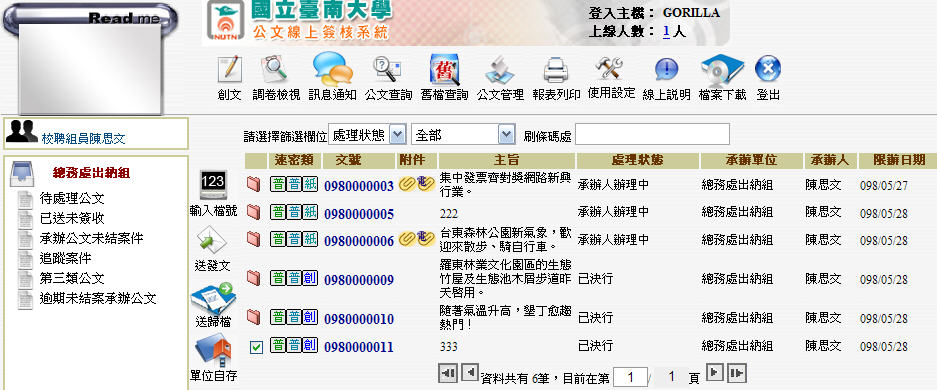 Read me
NUTN
國立臺南大學
公文線上簽核系統
登入主機： GORILLA
上線人數： 1 人
創文 調卷檢視 訊息通知 公文查詢 舊檔查詢 公文管理 報表列印 使用設定 線上說明 檔案下載 登出
舊
校聘組員陳思文
請選擇篩選欄位 處理狀態 全部 刷條碼處
總務處出納組
待處理公文
已送未簽收
承辦公文未結案件
追蹤案件
第三類公文
逾期未結案承辦公文
123
輸入檔號
送發文
送歸檔
單位自存
速密類 文號 附件 主旨 處理狀態 承辦單位 承辦人 限辦日期
普 普 紙 0980000003 集中發票齊對獎網路新興 承辦人辦理中 總務處出納組 陳思文 098/05/27
行業。
普 普 紙 0980000005 222 承辦人辦理中 總務處出納組 陳思文 098/05/28
普 普 紙 0980000006 台東森林公園新氣象，歡 承辦人辦理中 總務處出納組 陳思文 098/05/28
迎來散步、騎自行車。
普 普 創 0980000009 羅東林業文化園區的生態 已決行 總務處出納組 陳思文 098/05/28
竹屋及生態池木眉步道昨
天啓用。
普 普 創 0980000010 隨著氣溫升高，墾丁愈趨 已決行 總務處出納組 陳思文 098/05/28
熱鬧！
普 普 創 0980000011 333 已決行 總務處出納組 陳思文 098/05/28
資料共有 6筆，目前在第 1 / 1 頁